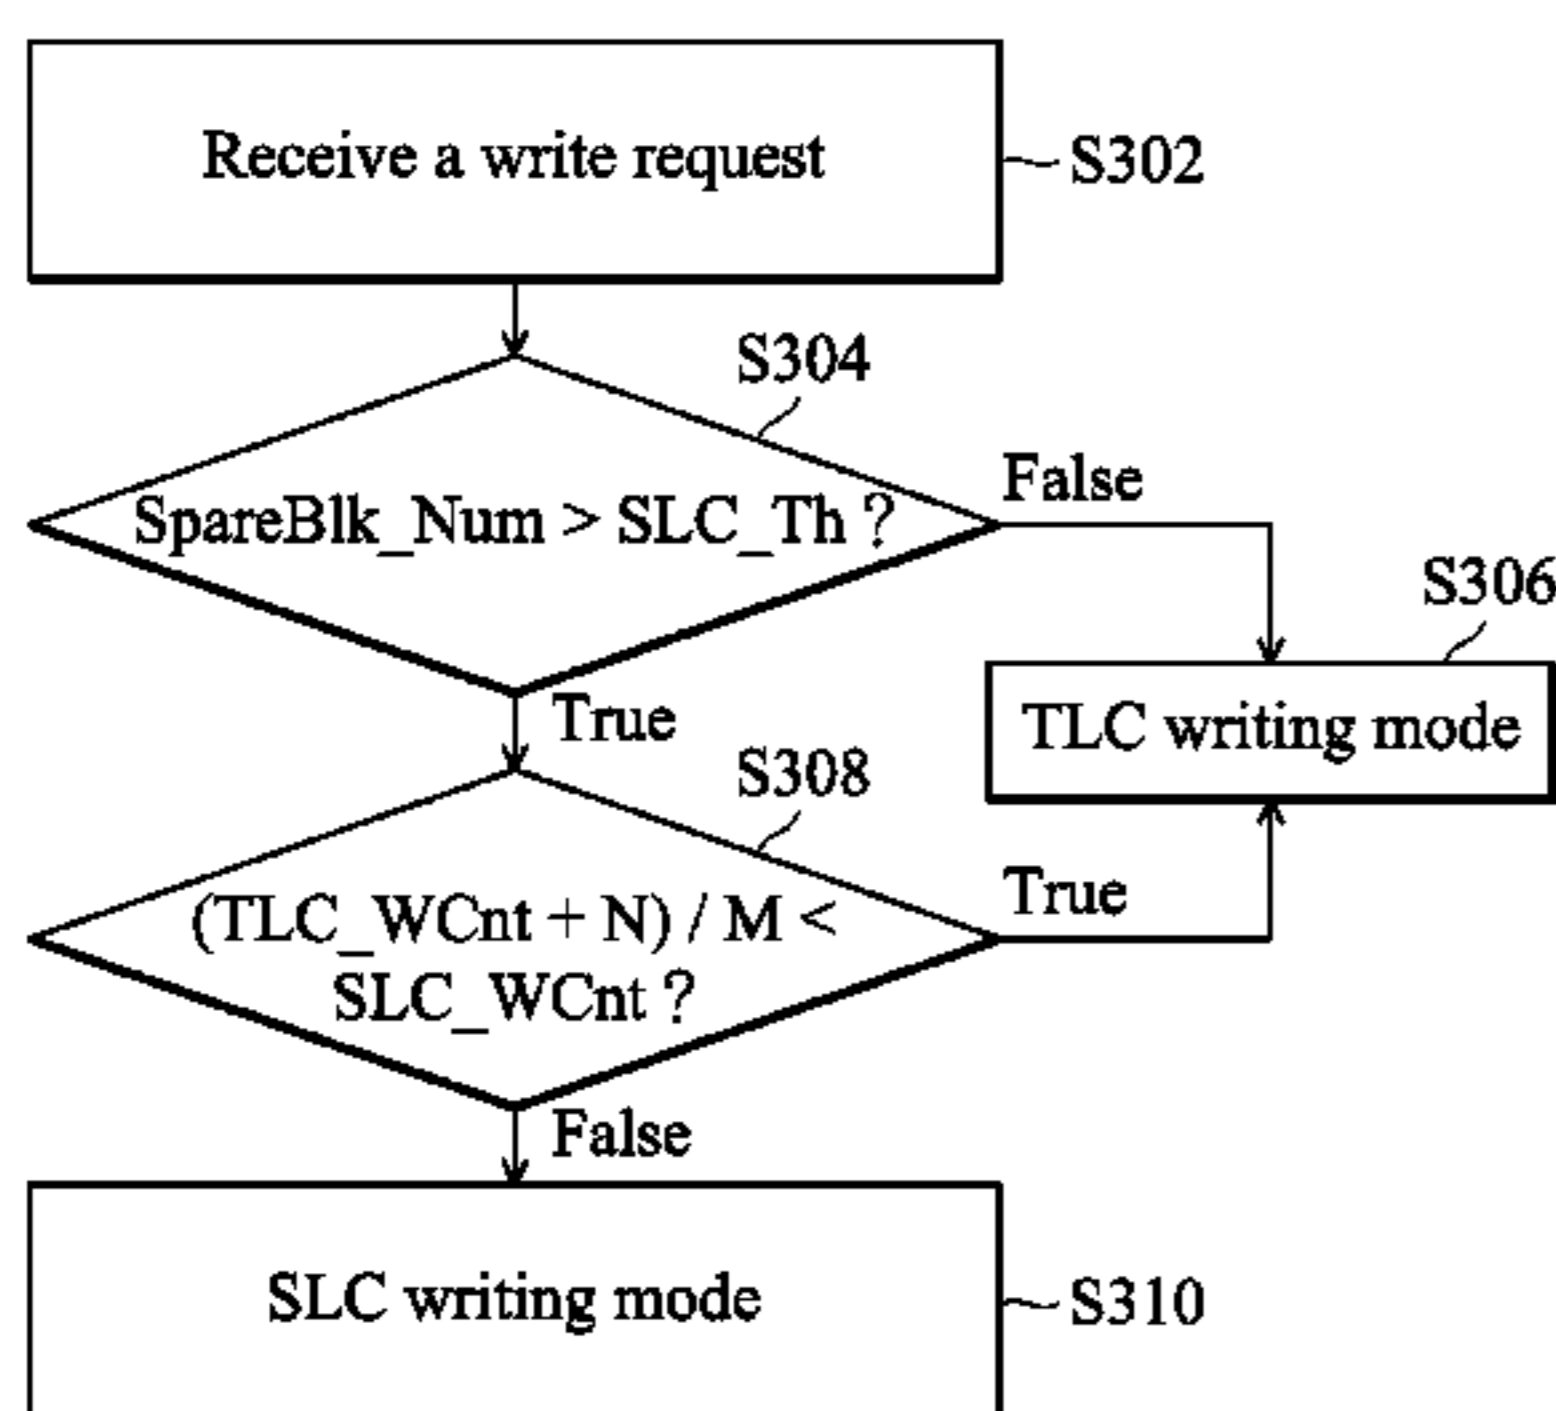 Receive a write request
S302
S304
SpareBlk_Num > SLC_Th ?
False
S306
TLC writing mode
True
S308
(TLC_WCnt + N) / M <
SLC_WCnt ?
True
False
SLC writing mode
S310